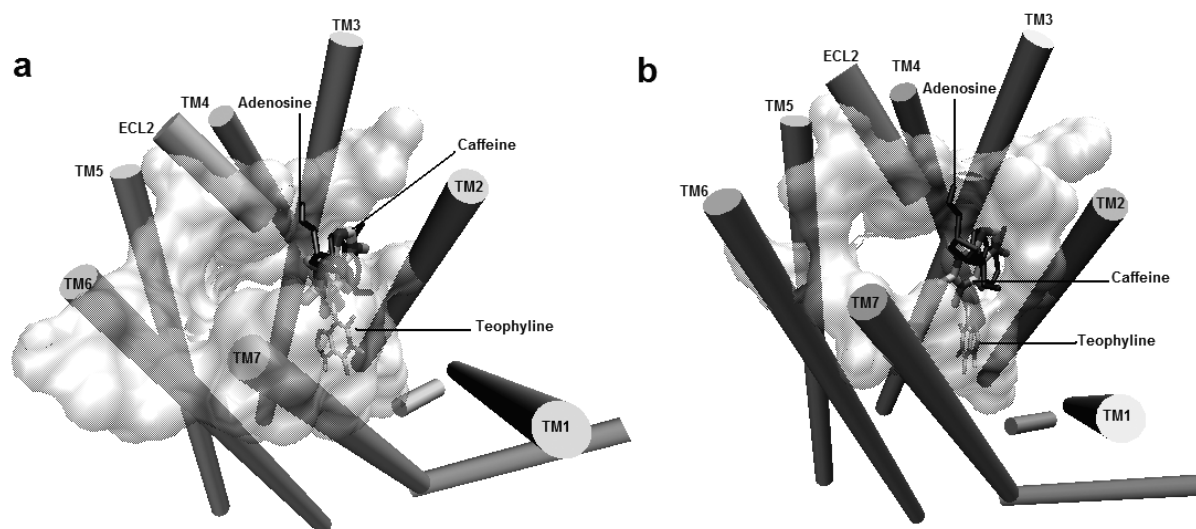 a
TM3
TM4
Adenosine
ECL2
Caffeine
TM5
TM2
TM6
TM7
Teophyline
TM1
b
TM3
ECL2
TM4
Adenosine
TM5
TM6
TM2
TM7
Caffeine
Teophyline
TM1